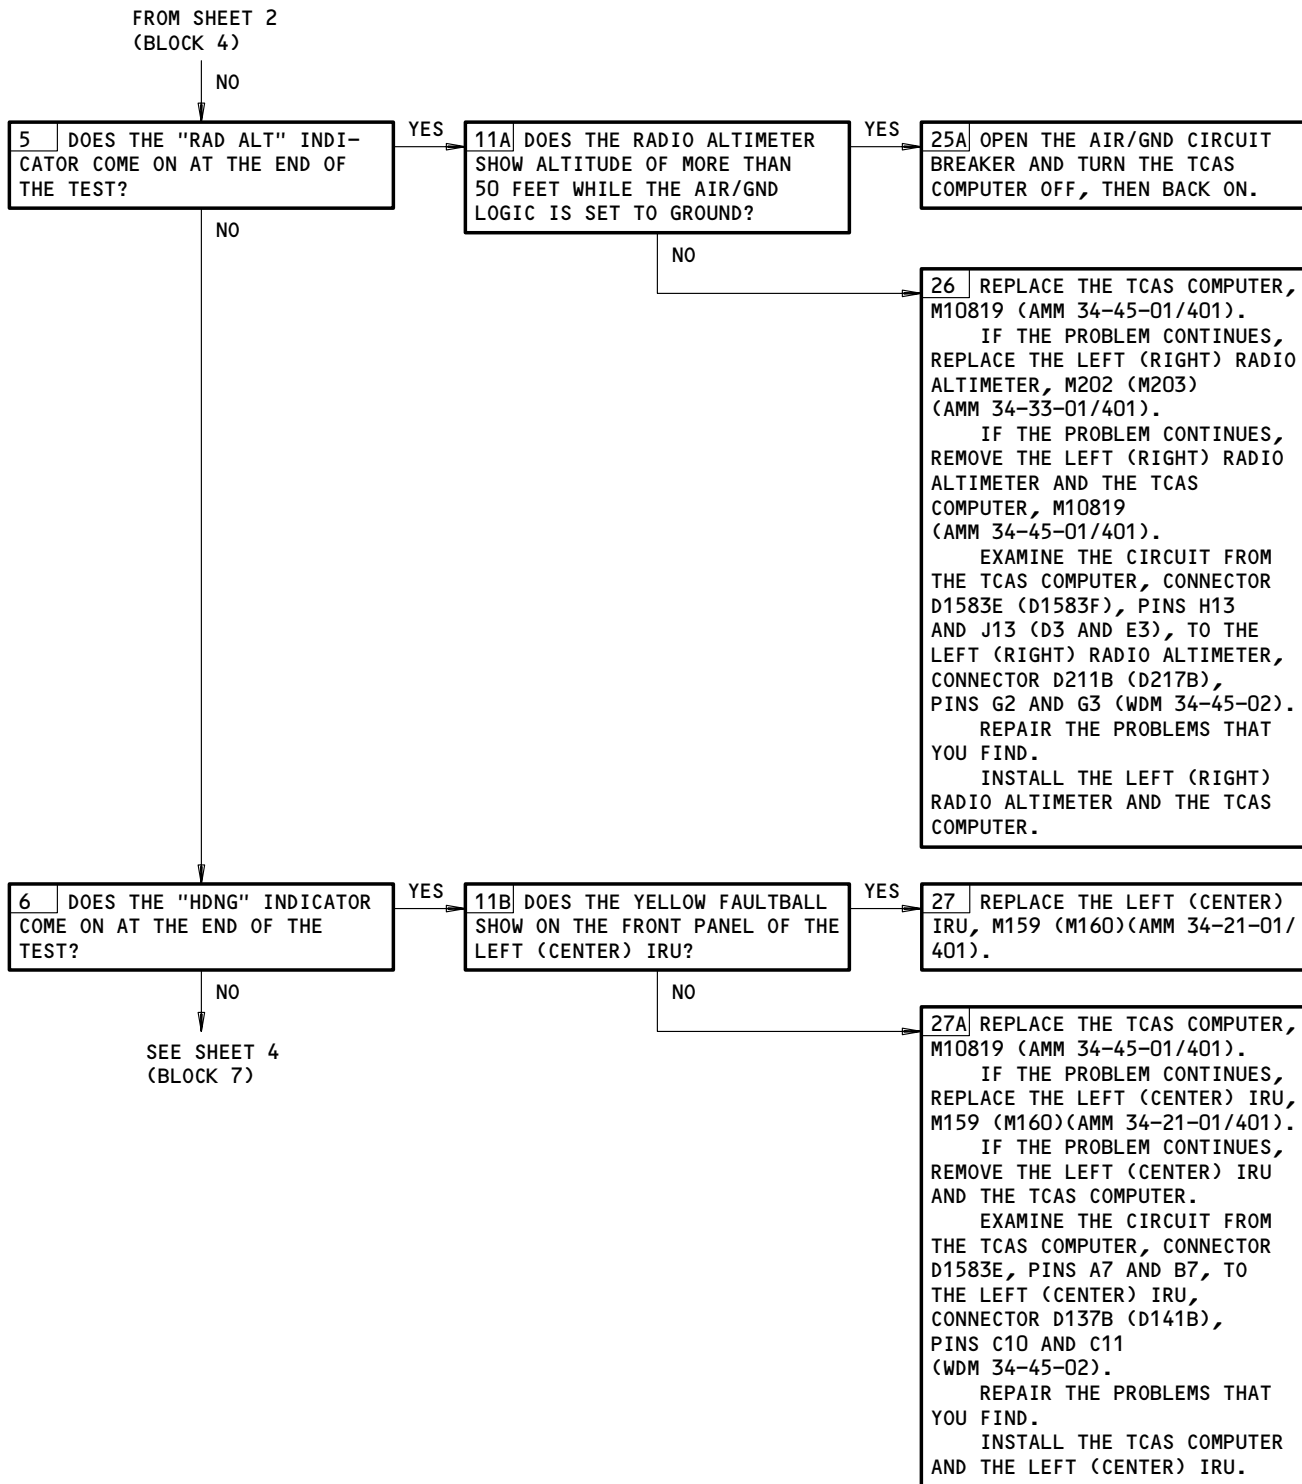 FROM SHEET 2
(BLOCK 4)
NO
5 DOES THE "RAD ALT" INDI-
CATOR COME ON AT THE END OF
THE TEST?
YES
11A DOES THE RADIO ALTIMETER
SHOW ALTITUDE OF MORE THAN
50 FEET WHILE THE AIR/GND
LOGIC IS SET TO GROUND?
YES
25A OPEN THE AIR/GND CIRCUIT
BREAKER AND TURN THE TCAS
COMPUTER OFF, THEN BACK ON.
NO
NO
26 REPLACE THE TCAS COMPUTER,
M10819 (AMM 34-45-01/401).
IF THE PROBLEM CONTINUES,
REPLACE THE LEFT (RIGHT) RADIO
ALTIMETER, M202 (M203)
(AMM 34-33-01/401).
IF THE PROBLEM CONTINUES,
REMOVE THE LEFT (RIGHT) RADIO
ALTIMETER AND THE TCAS
COMPUTER, M10819
(AMM 34-45-01/401).
EXAMINE THE CIRCUIT FROM
THE TCAS COMPUTER, CONNECTOR
D1583E (D1583F), PINS H13
AND J13 (D3 AND E3), TO THE
LEFT (RIGHT) RADIO ALTIMETER,
CONNECTOR D211B (D217B),
PINS G2 AND G3 (WDM 34-45-02).
REPAIR THE PROBLEMS THAT
YOU FIND.
INSTALL THE LEFT (RIGHT)
RADIO ALTIMETER AND THE TCAS
COMPUTER.
6 DOES THE "HDNG" INDICATOR
COME ON AT THE END OF THE
TEST?
YES
11B DOES THE YELLOW FAULTBALL
SHOW ON THE FRONT PANEL OF THE
LEFT (CENTER) IRU?
YES
27 REPLACE THE LEFT (CENTER)
IRU, M159 (M160)(AMM 34-21-01/
401).
NO
SEE SHEET 4
(BLOCK 7)
NO
27A REPLACE THE TCAS COMPUTER,
M10819 (AMM 34-45-01/401).
IF THE PROBLEM CONTINUES,
REPLACE THE LEFT (CENTER) IRU,
M159 (M160)(AMM 34-21-01/401).
IF THE PROBLEM CONTINUES,
REMOVE THE LEFT (CENTER) IRU
AND THE TCAS COMPUTER.
EXAMINE THE CIRCUIT FROM
THE TCAS COMPUTER, CONNECTOR
D1583E, PINS A7 AND B7, TO
THE LEFT (CENTER) IRU,
CONNECTOR D137B (D141B),
PINS C10 AND C11
(WDM 34-45-02).
REPAIR THE PROBLEMS THAT
YOU FIND.
INSTALL THE TCAS COMPUTER
AND THE LEFT (CENTER) IRU.